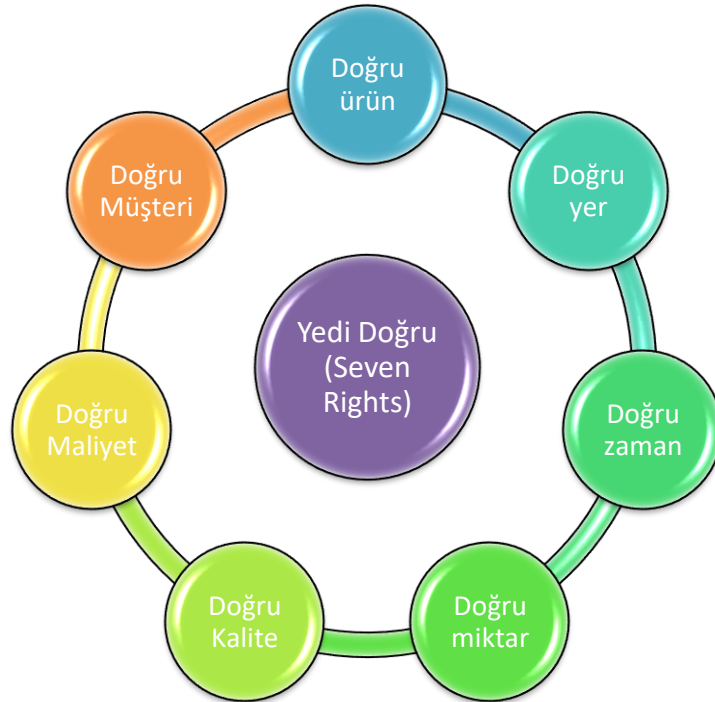 Doğru
ürün
Doğru
yer
Doğru
zaman
Doğru
miktar
Doğru
Kalite
Doğru
Maliyet
Doğru
Müşteri
Yedi Doğru
(Seven
Rights)